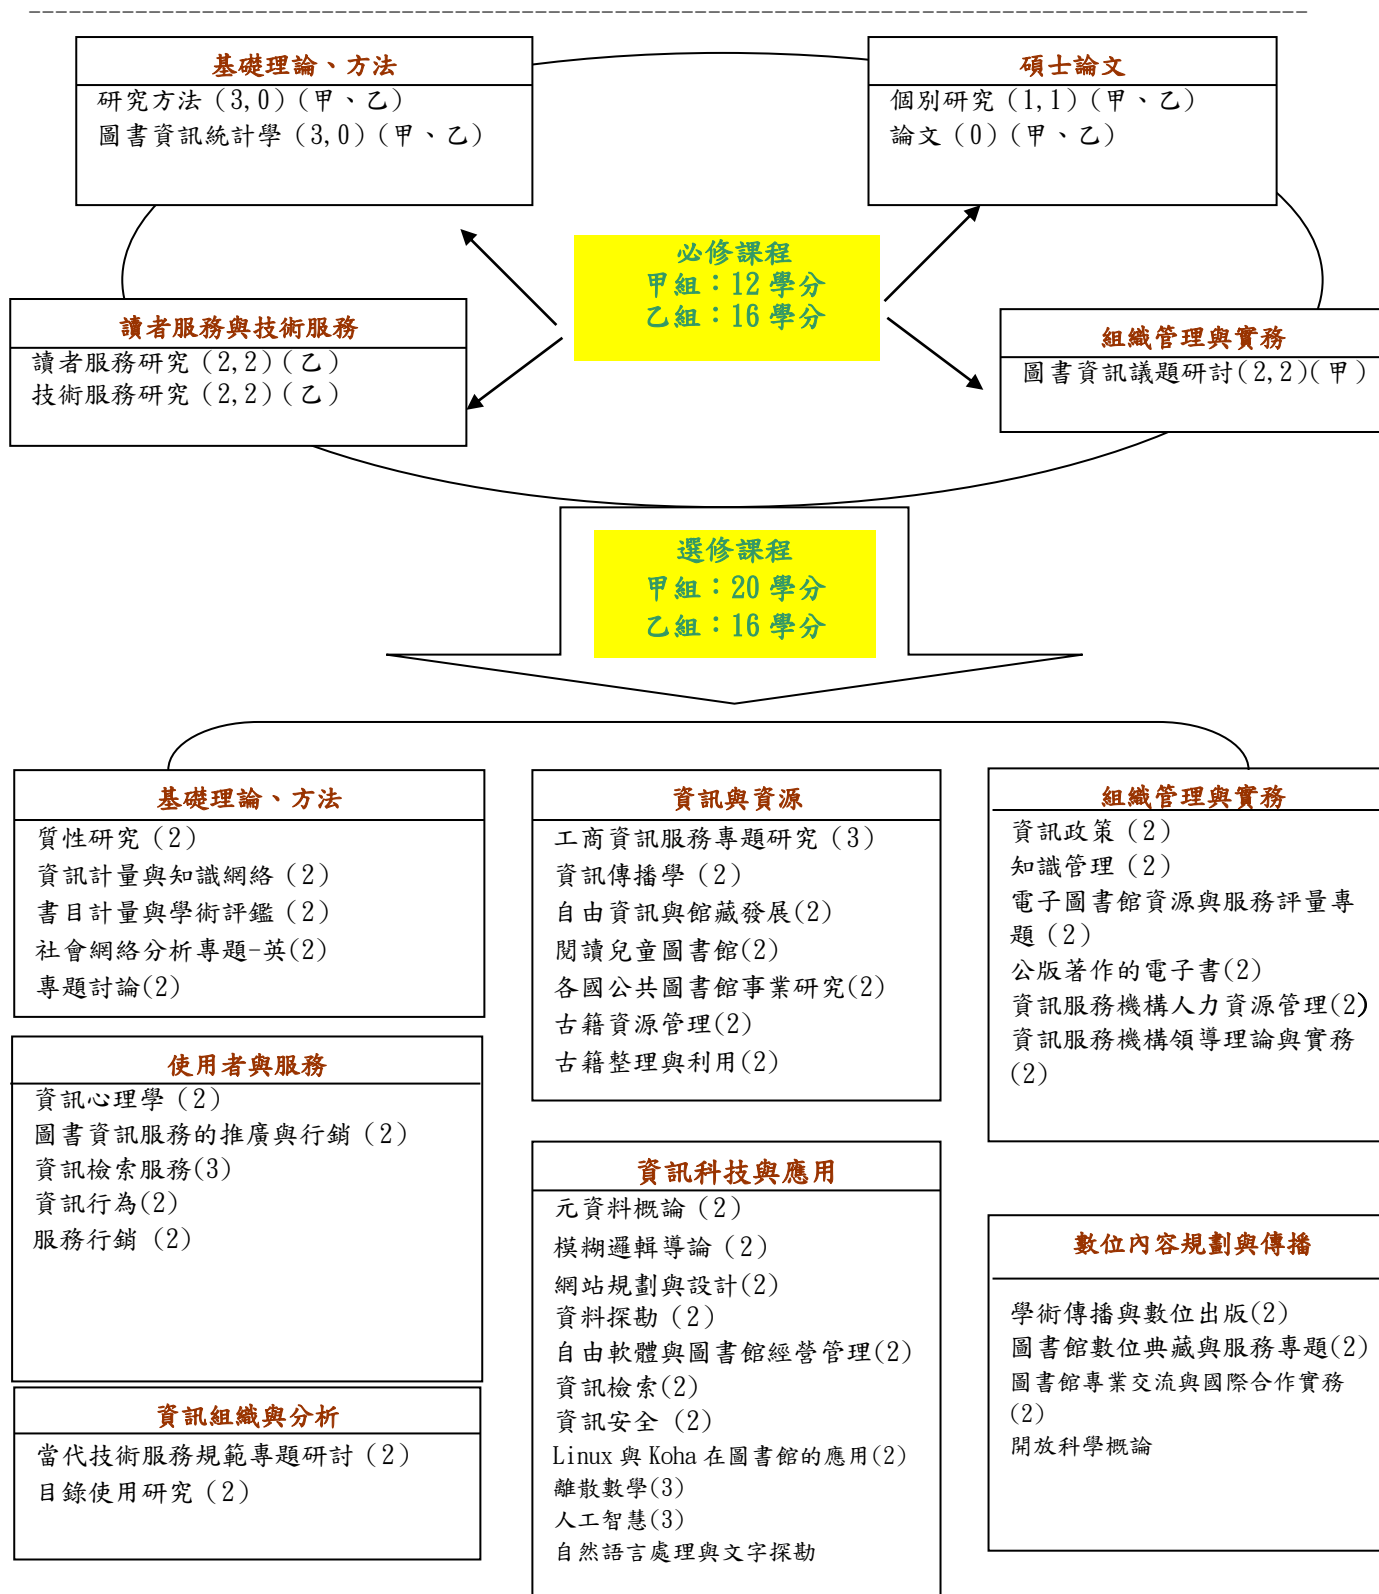 基礎理論、方法
研究方法（3,0）(甲、乙）
圖書資訊統計學（3,0）(甲、乙）
碩士論文
個別研究（1,1）(甲、乙）
論文（0）(甲、乙）
必修課程
甲組：12 學分
乙組：16 學分
讀者服務與技術服務
讀者服務研究（2,2）(乙）
技術服務研究（2,2）(乙）
組織管理與實務
圖書資訊議題研討(2,2)(甲）
選修課程
甲組：20 學分
乙組：16 學分
基礎理論、方法
質性研究（2）
資訊計量與知識網絡（2）
書目計量與學術評鑑（2）
社會網絡分析專題-英(2)
專題討論(2)
使用者與服務
資訊心理學（2）
圖書資訊服務的推廣與行銷（2）
資訊檢索服務(3)
資訊行為(2)
服務行銷（2）
資訊組織與分析
當代技術服務規範專題研討（2）
目錄使用研究（2）
資訊與資源
工商資訊服務專題研究（3）
資訊傳播學（2）
自由資訊與館藏發展(2)
閱讀兒童圖書館(2)
各國公共圖書館事業研究(2)
古籍資源管理(2)
古籍整理與利用(2)
資訊科技與應用
元資料概論（2）
模糊邏輯導論（2）
網站規劃與設計(2)
資料探勘（2）
自由軟體與圖書館經營管理(2)
資訊檢索(2)
資訊安全（2）
Linux 與 Koha 在圖書館的應用(2)
離散數學(3)
人工智慧(3)
自然語言處理與文字探勘
組織管理與實務
資訊政策（2）
知識管理（2）
電子圖書館資源與服務評量專
題（2）
公版著作的電子書(2)
資訊服務機構人力資源管理(2)
資訊服務機構領導理論與實務
(2)
數位內容規劃與傳播
學術傳播與數位出版(2)
圖書館數位典藏與服務專題(2)
圖書館專業交流與國際合作實務
(2)
開放科學概論